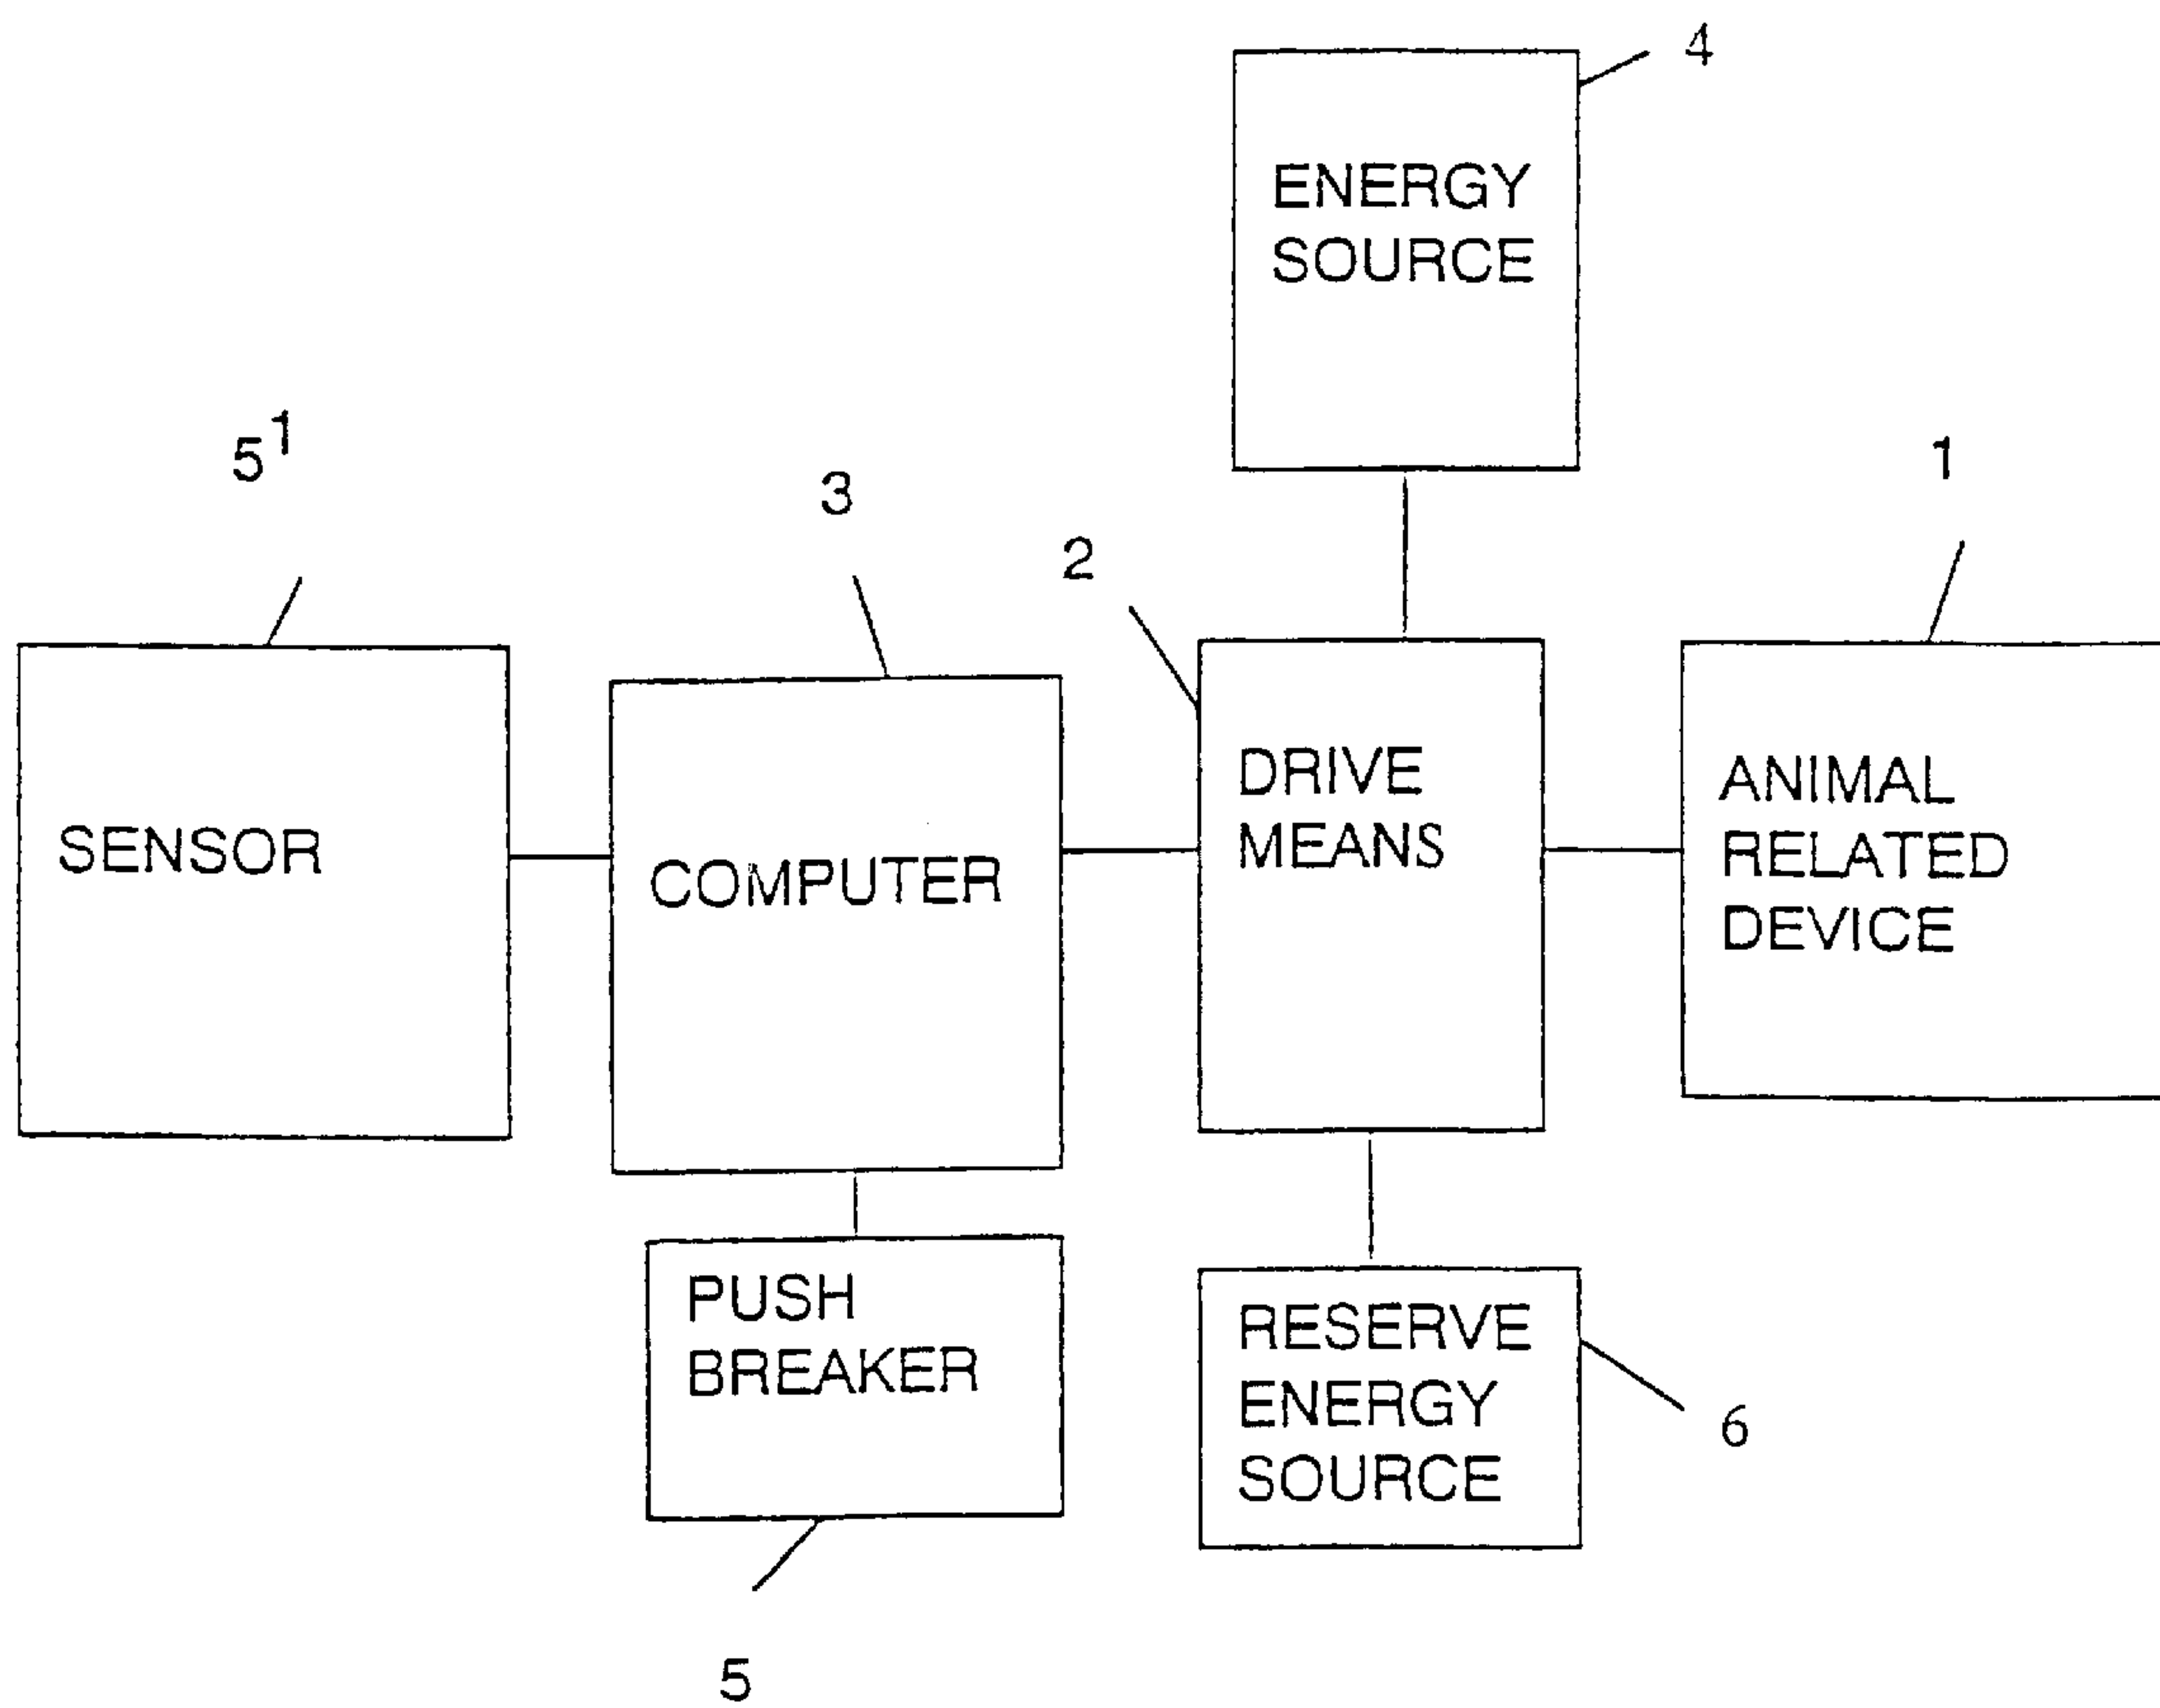 4
ENERGY
SOURCE
5¹
3
2
1
SENSOR
COMPUTER
DRIVE
MEANS
ANIMAL
RELATED
DEVICE
PUSH
BREAKER
RESERVE
ENERGY
SOURCE
6
5